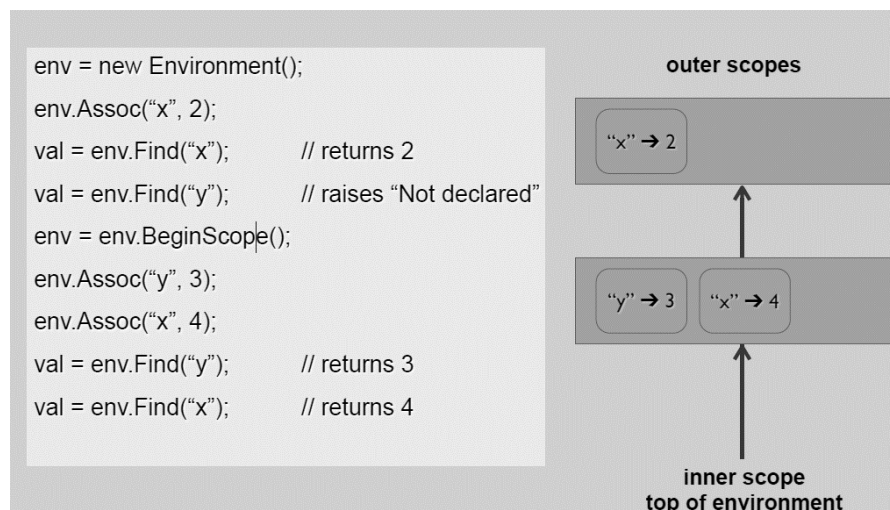 env = new Environment();
env.Assoc(“x”, 2);
val = env.Find(“x”); // returns 2
val = env.Find(“y”); // raises “Not declared”
env = env.BeginScope();
env.Assoc(“y”, 3);
env.Assoc(“x”, 4);
val = env.Find(“y”); // returns 3
val = env.Find(“x”); // returns 4
outer scopes
“x” ➔ 2
“y” ➔ 3 “x” ➔ 4
inner scope
top of environment